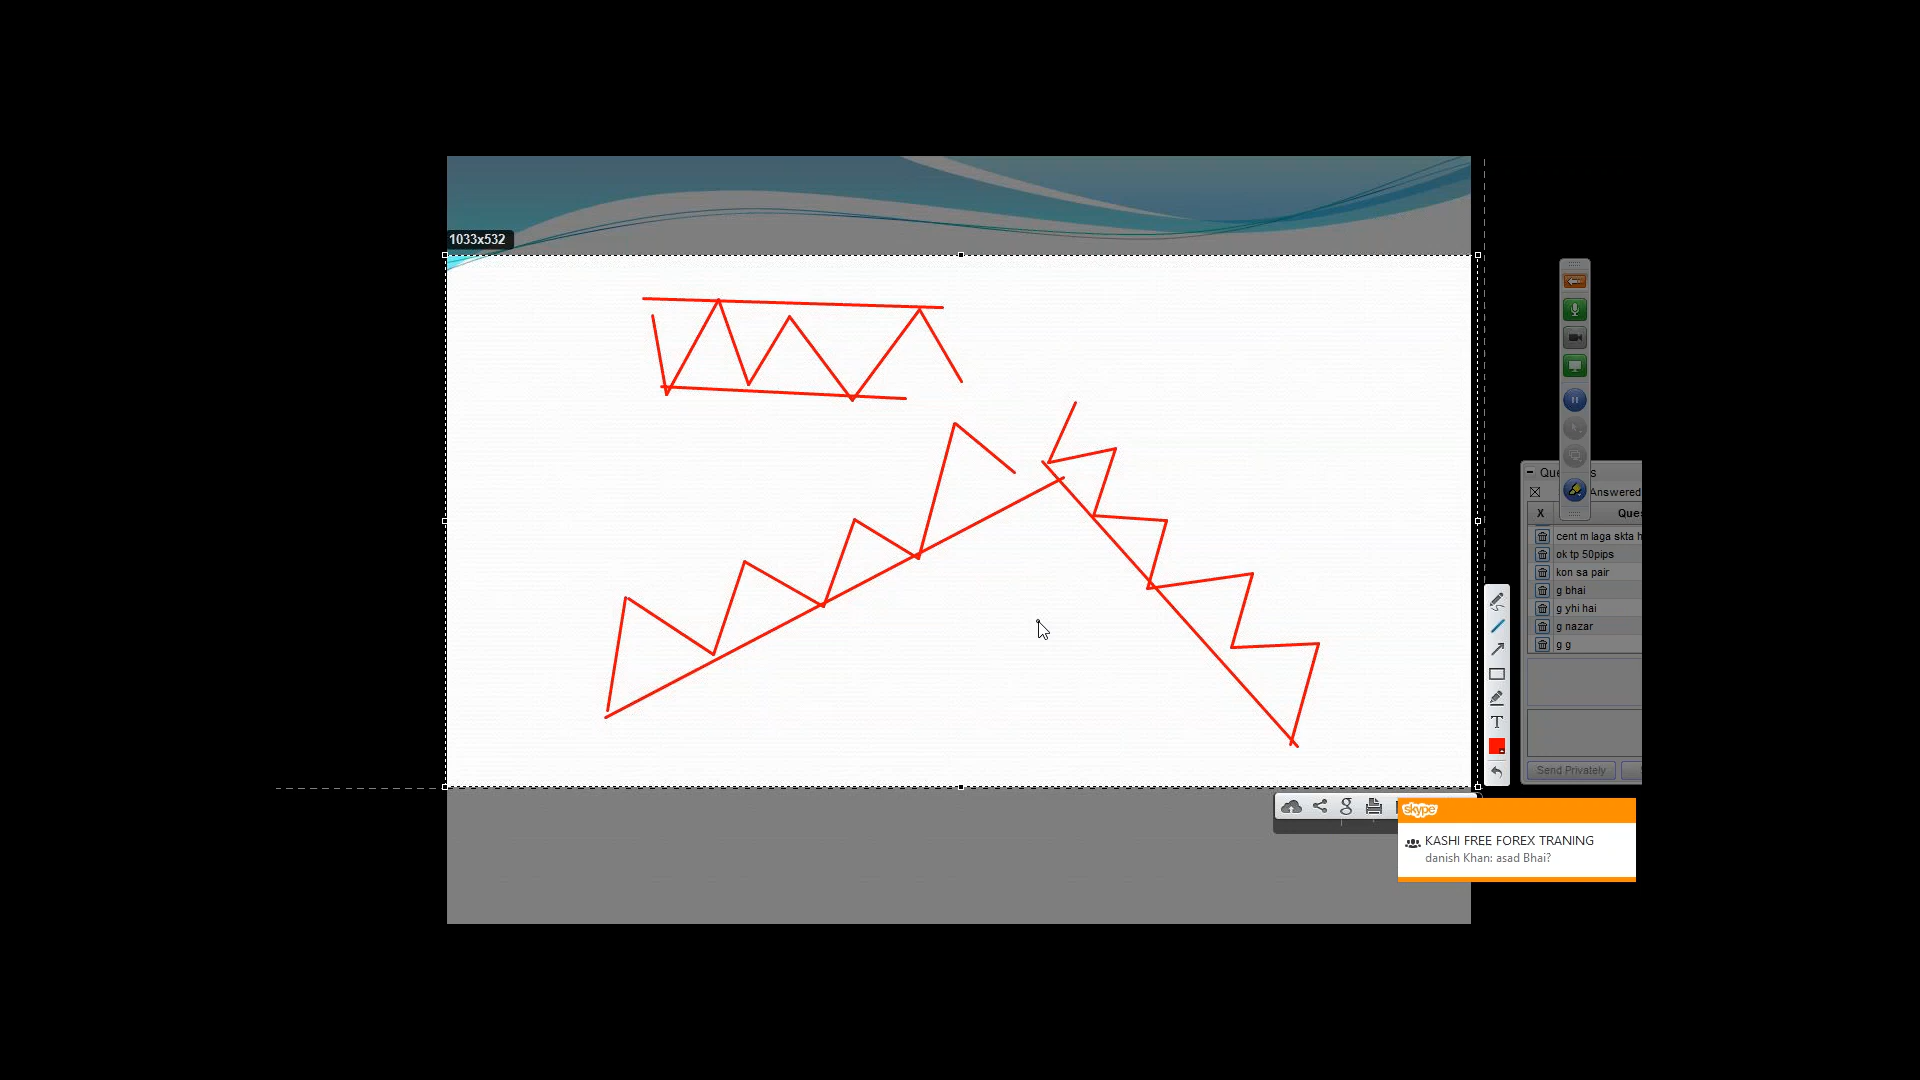 1033x532
Answered
X
cent m laga skta h
ok tp 50pips
kon sa pair
g bhai
g yhi hai
g nazar
g g
T
Send Privately
skype
KASHI FREE FOREX TRANING
danish Khan: asad Bhai?